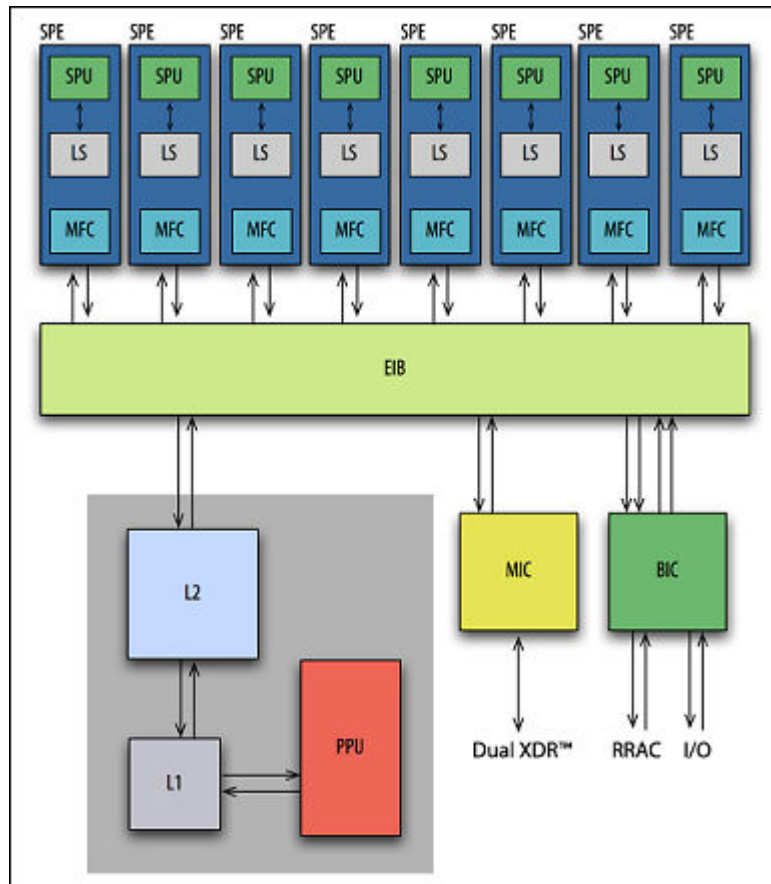 SPE SPE SPE SPE SPE SPE SPE SPE
SPU SPU SPU SPU SPU SPU SPU SPU
LS LS LS LS LS LS LS LS
MFC MFC MFC MFC MFC MFC MFC MFC
EIB
L2 MIC BIC
PPU
L1
Dual XDR™ RRAC I/O